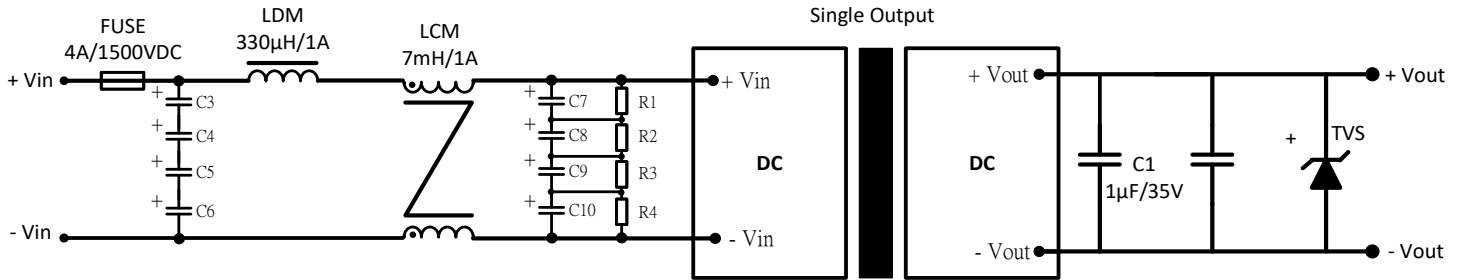 Single Output
FUSE
4A/1500VDC
LDM
330µH/1A
LCM
7mH/1A
+ Vin
- Vin
+ C3
+ C4
+ C5
+ C6
+ C7
+ C8
+ C9
+ C10
R1
R2
R3
R4
+ Vin
DC
- Vin
+ Vout
DC
- Vout
C1
1µF/35V
+
TVS
+ Vout
- Vout